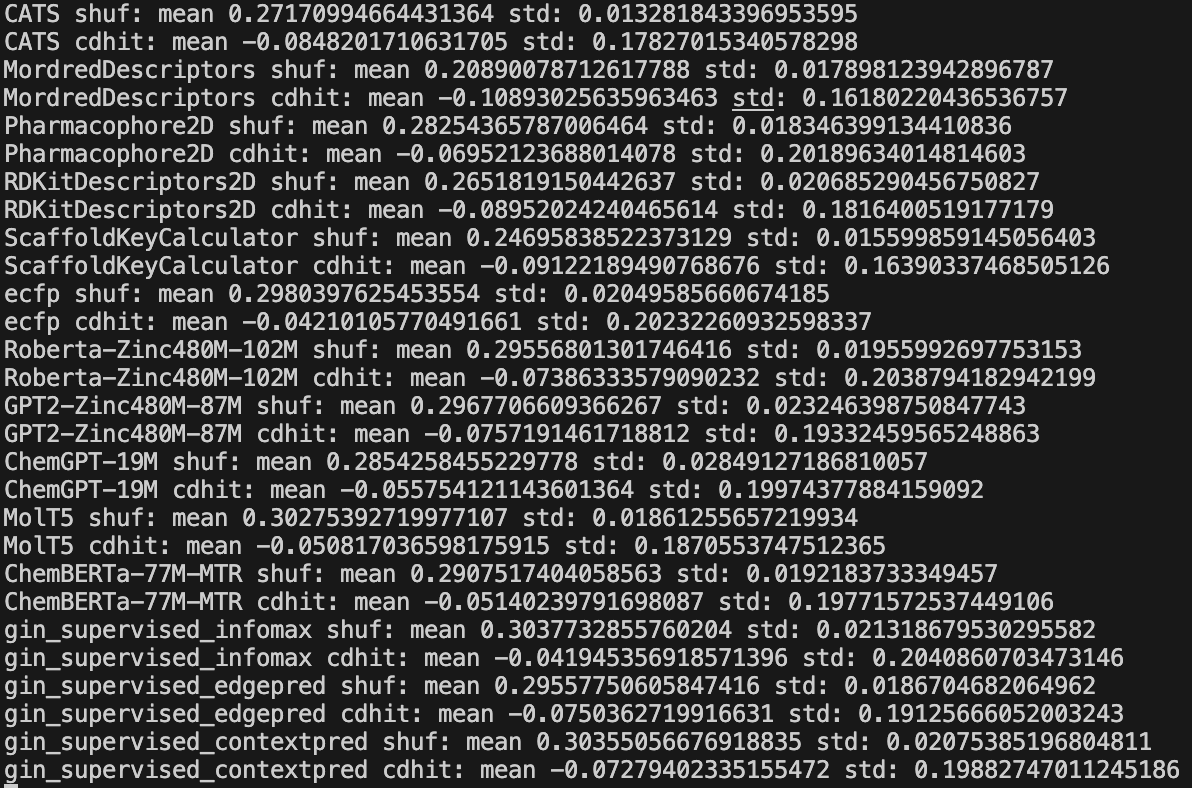 CATS shuf: mean 0.27170994664431364 std: 0.013281843396953595
CATS cdhit: mean -0.0848201710631705 std: 0.17827015340578298
MordredDescriptors shuf: mean 0.20890078712617788 std: 0.017898123942896787
MordredDescriptors cdhit: mean -0.10893025635963463 std: 0.16180220436536757
Pharmacophore2D shuf: mean 0.28254365787006464 std: 0.018346399134410836
Pharmacophore2D cdhit: mean -0.06952123688014078 std: 0.20189634014814603
RDKitDescriptors2D shuf: mean 0.2651819150442637 std: 0.020685290456750827
RDKitDescriptors2D cdhit: mean -0.08952024240465614 std: 0.1816400519177179
ScaffoldKeyCalculator shuf: mean 0.24695838522373129 std: 0.015599859145056403
ScaffoldKeyCalculator cdhit: mean -0.09122189490768676 std: 0.16390337468505126
ecfp shuf: mean 0.2980397625453554 std: 0.02049585660674185
ecfp cdhit: mean -0.04210105770491661 std: 0.20232260932598337
Roberta-Zinc480M-102M shuf: mean 0.29556801301746416 std: 0.01955992697753153
Roberta-Zinc480M-102M cdhit: mean -0.07386333579090232 std: 0.2038794182942199
GPT2-Zinc480M-87M shuf: mean 0.2967706609366267 std: 0.023246398750847743
GPT2-Zinc480M-87M cdhit: mean -0.0757191461718812 std: 0.19332459565248863
ChemGPT-19M shuf: mean 0.2854258455229778 std: 0.02849127186810057
ChemGPT-19M cdhit: mean -0.055754121143601364 std: 0.19974377884159092
MolT5 shuf: mean 0.30275392719977107 std: 0.01861255657219934
MolT5 cdhit: mean -0.050817036598175915 std: 0.1870553747512365
ChemBERTa-77M-MTR shuf: mean 0.2907517404058563 std: 0.0192183733349457
ChemBERTa-77M-MTR cdhit: mean -0.05140239791698087 std: 0.19771572537449106
gin_supervised_infomax shuf: mean 0.3037732855760204 std: 0.021318679530295582
gin_supervised_infomax cdhit: mean -0.041945356918571396 std: 0.2040860703473146
gin_supervised_edgepred shuf: mean 0.29557750605847416 std: 0.0186704682064962
gin_supervised_edgepred cdhit: mean -0.0750362719916631 std: 0.19125666052003243
gin_supervised_contextpred shuf: mean 0.30355056676918835 std: 0.02075385196804811
gin_supervised_contextpred cdhit: mean -0.07279402335155472 std: 0.19882747011245186